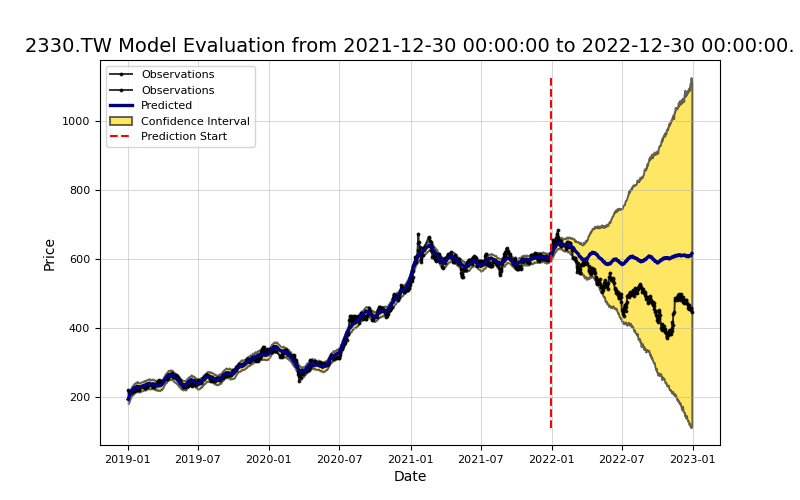 2330.TW Model Evaluation from 2021-12-30 00:00:00 to 2022-12-30 00:00:00.
Observations
Observations
Predicted
Confidence Interval
Prediction Start
1000
800
600
400
200
Price
2019-01 2019-07 2020-01 2020-07 2021-01 2021-07 2022-01 2022-07 2023-01
Date